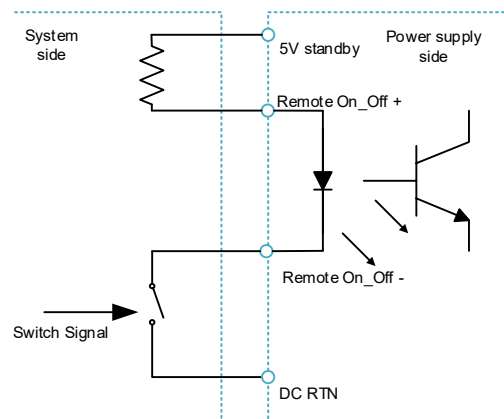 System
side
5V standby
Power supply
side
Remote On_Off +
Remote On_Off -
Switch Signal
DC RTN